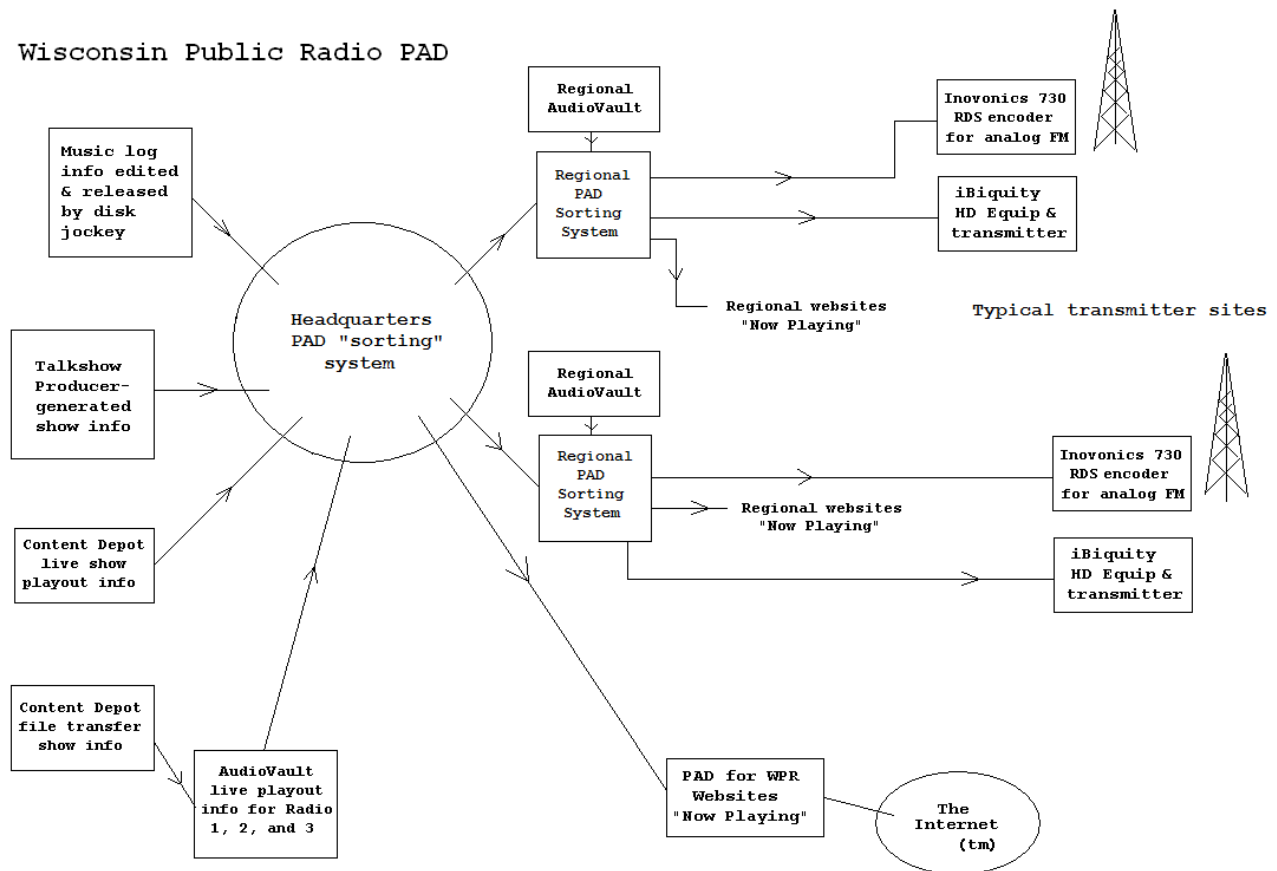 Wisconsin Public Radio PAD
Regional
AudioVault
Inovonics 730
RDS encoder
for analog FM
Music log
info edited
& released
by disk
jockey
Regional
PAD
Sorting
System
iBiquity
HD Equip &
transmitter
Regional websites
"Now Playing"
Typical transmitter sites
Headquarters
PAD "sorting"
system
Talkshow
Producer-
generated
show info
Regional
AudioVault
Regional
PAD
Sorting
System
Inovonics 730
RDS encoder
for analog FM
Regional websites
"Now Playing"
Content Depot
live show
playout info
iBiquity
HD Equip &
transmitter
Content Depot
file transfer
show info
AudioVault
live playout
info for Radio
1, 2, and 3
PAD for WPR
Websites
"Now Playing"
The
Internet
(tm)